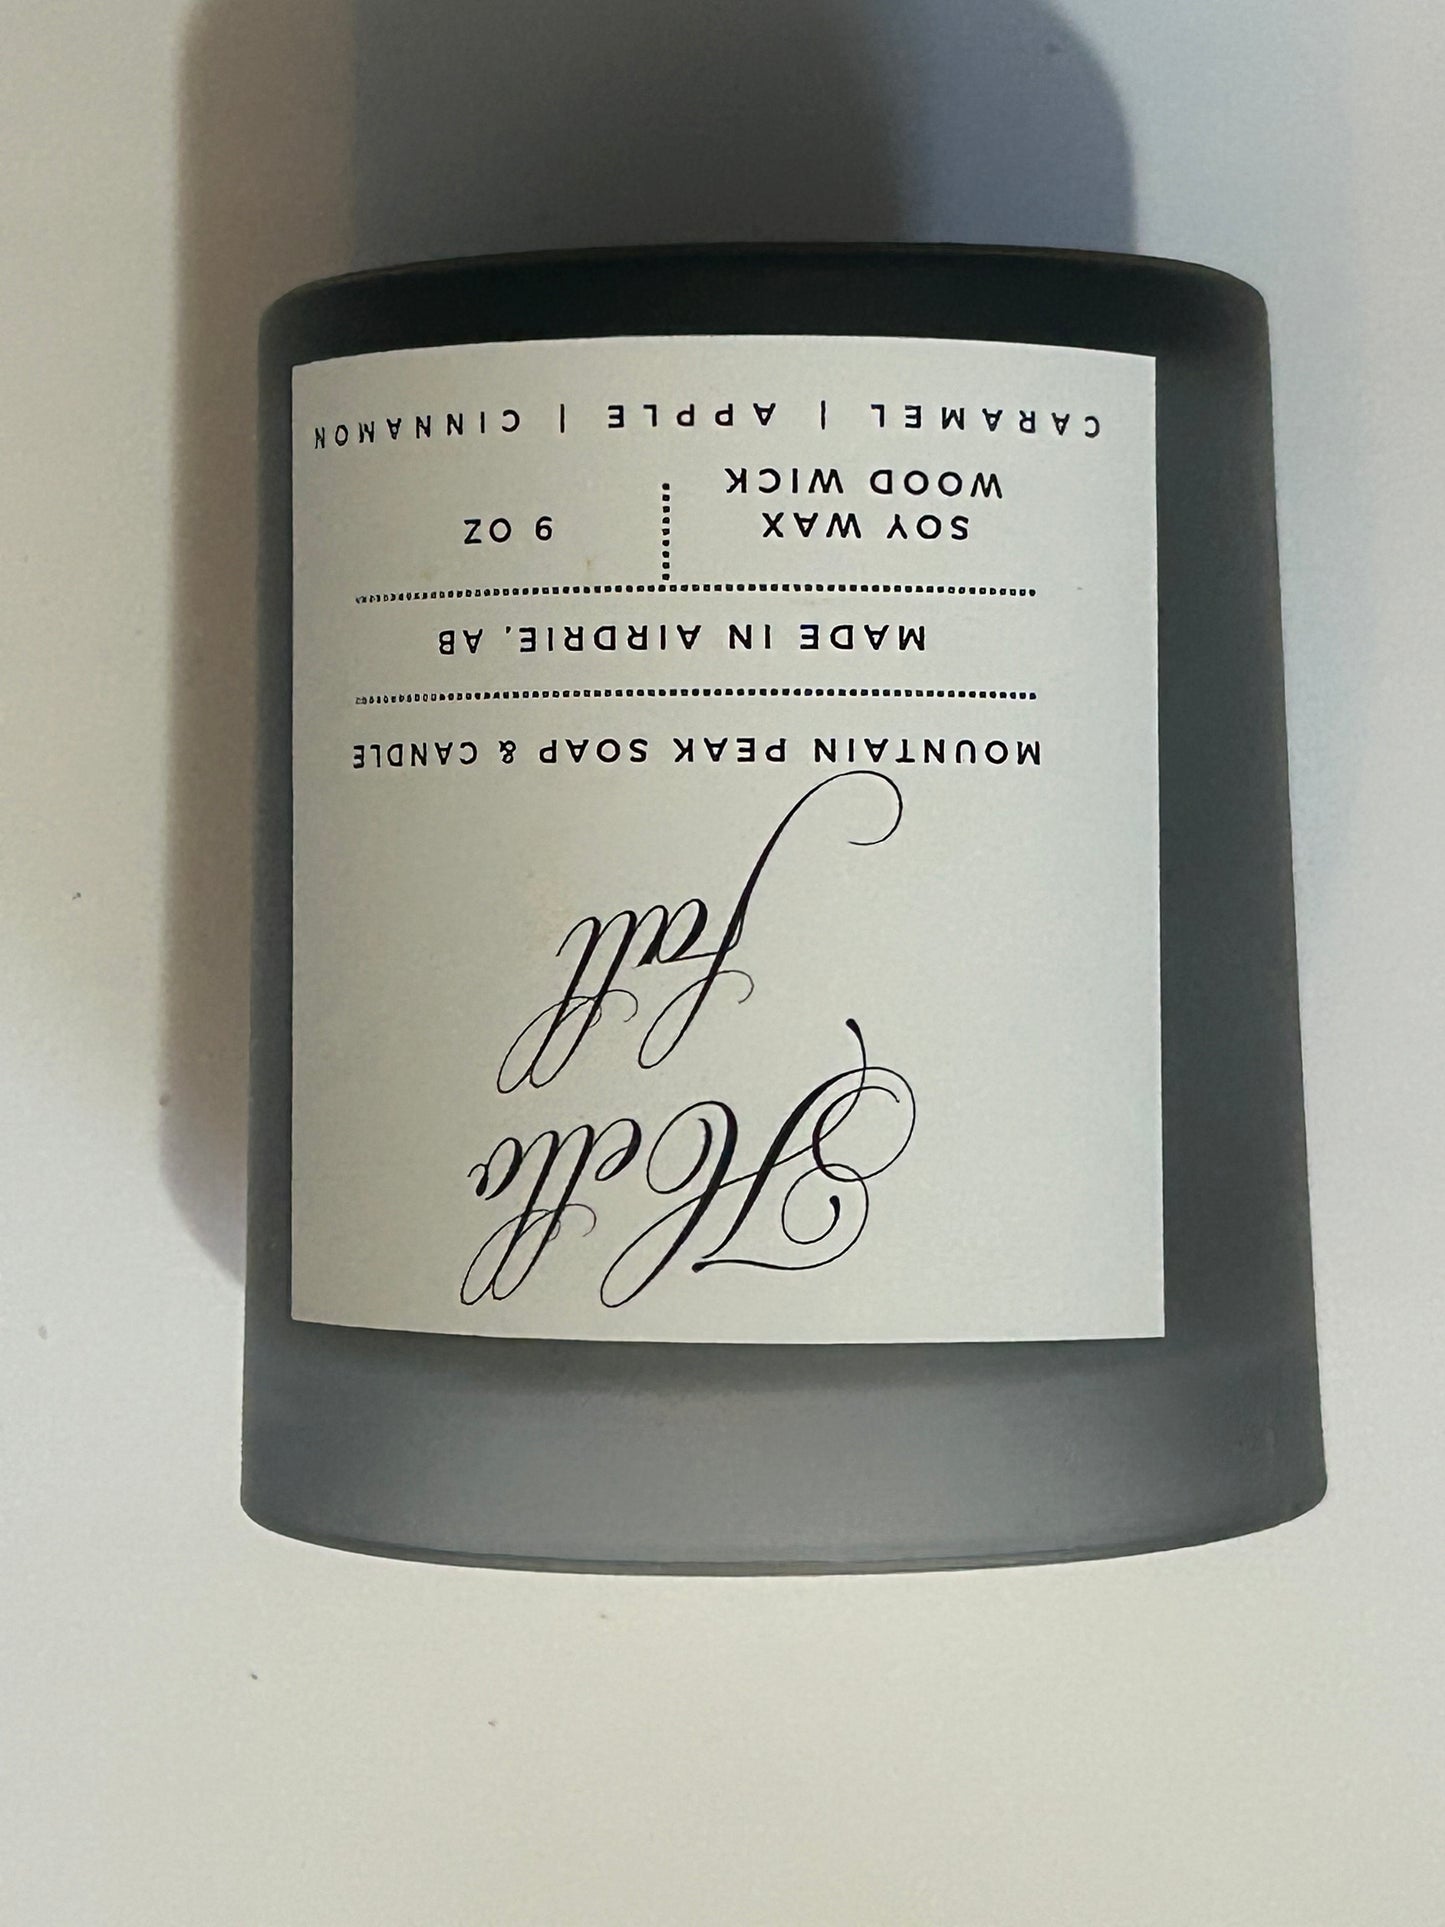 Hello
fall
MOUNTAIN PEAK SOAP & CANDLE
MADE IN AIRDRIE, AB
SOY WAX
WOOD WICK
9 OZ
CARAMEL | APPLE | CINNAMON